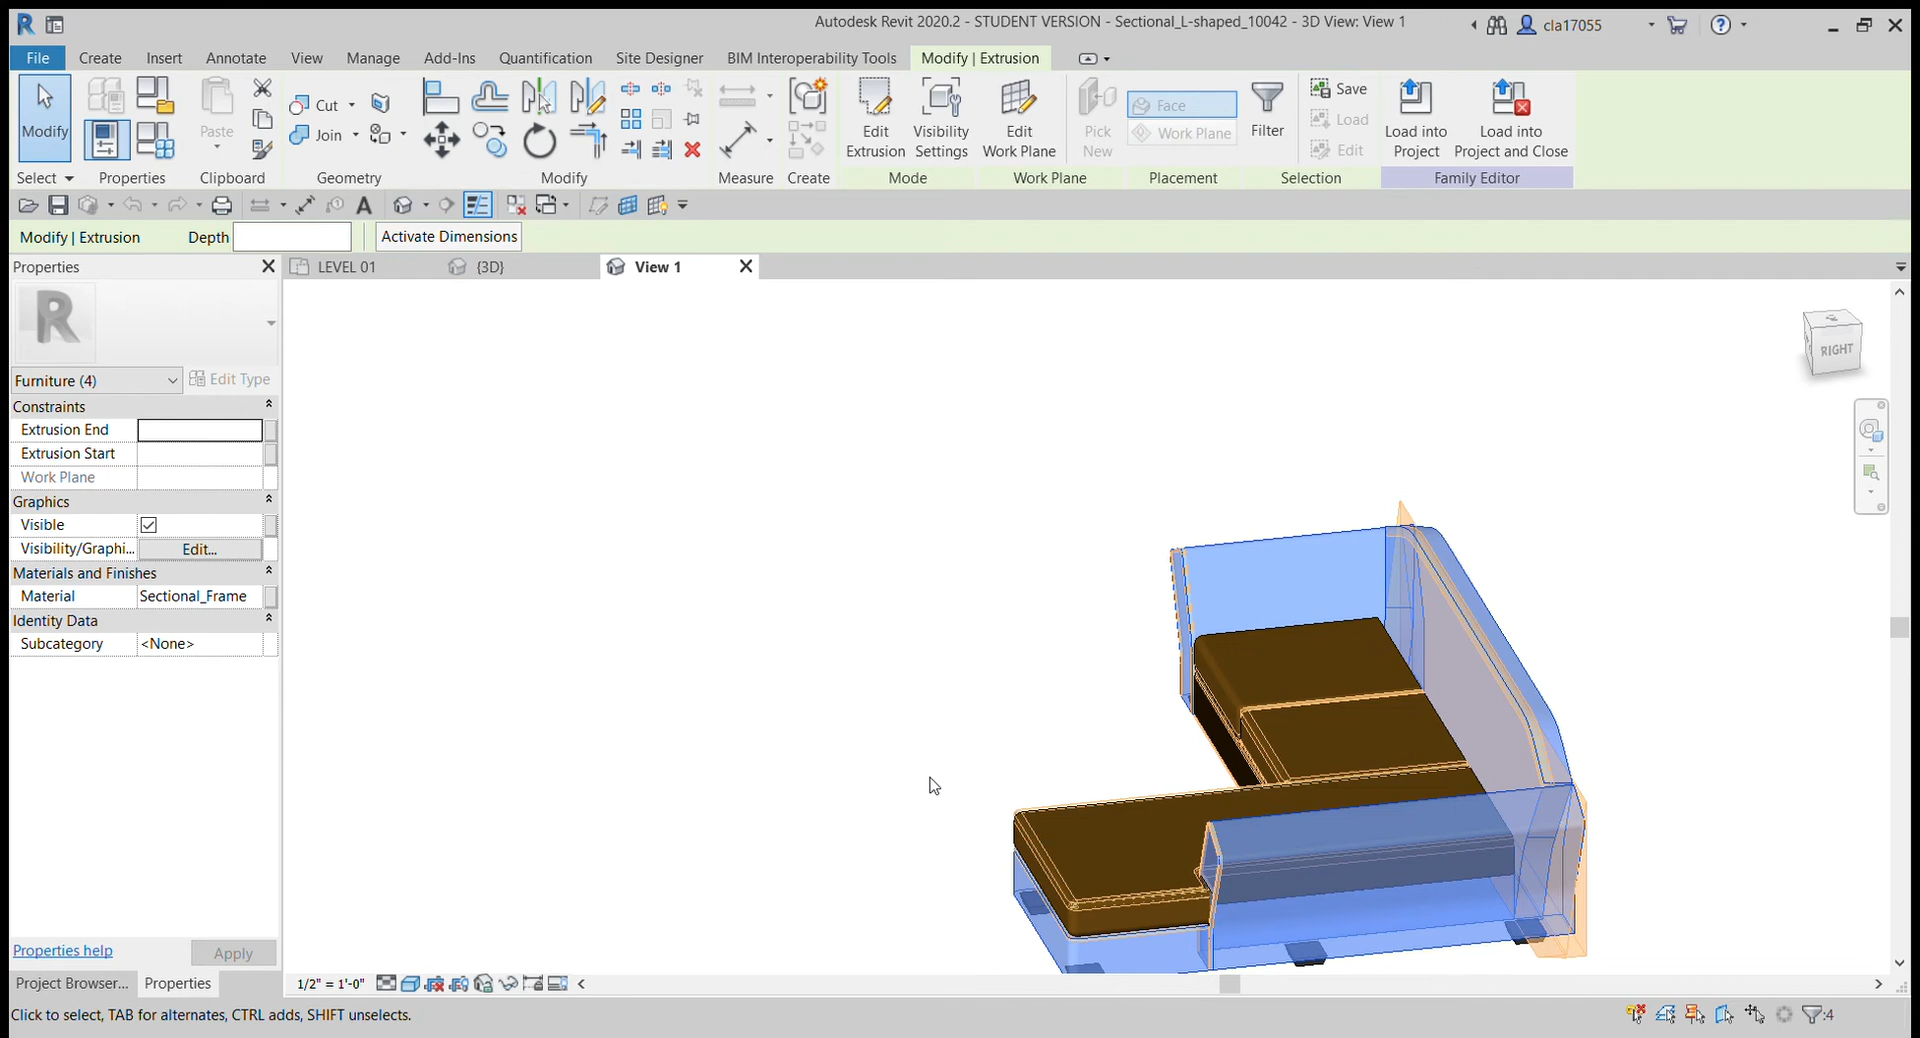 Autodesk Revit 2020.2 - STUDENT VERSION - Sectional_L-shaped_10042 - 3D View: View 1
cla17055
File Create Insert Annotate View Manage Add-Ins Quantification Site Designer BIM Interoperability Tools Modify | Extrusion
Modify
Paste
Cut
Join
Edit Extrusion
Visibility Settings
Edit Work Plane
Pick New
Face
Work Plane
Filter
Save
Load
Edit
Load into Project
Load into Project and Close
Select Properties Clipboard Geometry Modify Measure Create Mode Work Plane Placement Selection Family Editor
Modify | Extrusion Depth Activate Dimensions
Properties
LEVEL 01 {3D} View 1
R
Furniture (4) Edit Type
Constraints
Extrusion End
Extrusion Start
Work Plane
Graphics
Visible
Visibility/Graphi... Edit...
Materials and Finishes
Material Sectional_Frame
Identity Data
Subcategory <None>
RIGHT
Properties help Apply
Project Browser... Properties
1/2" = 1'-0"
Click to select, TAB for alternates, CTRL adds, SHIFT unselects.
:4